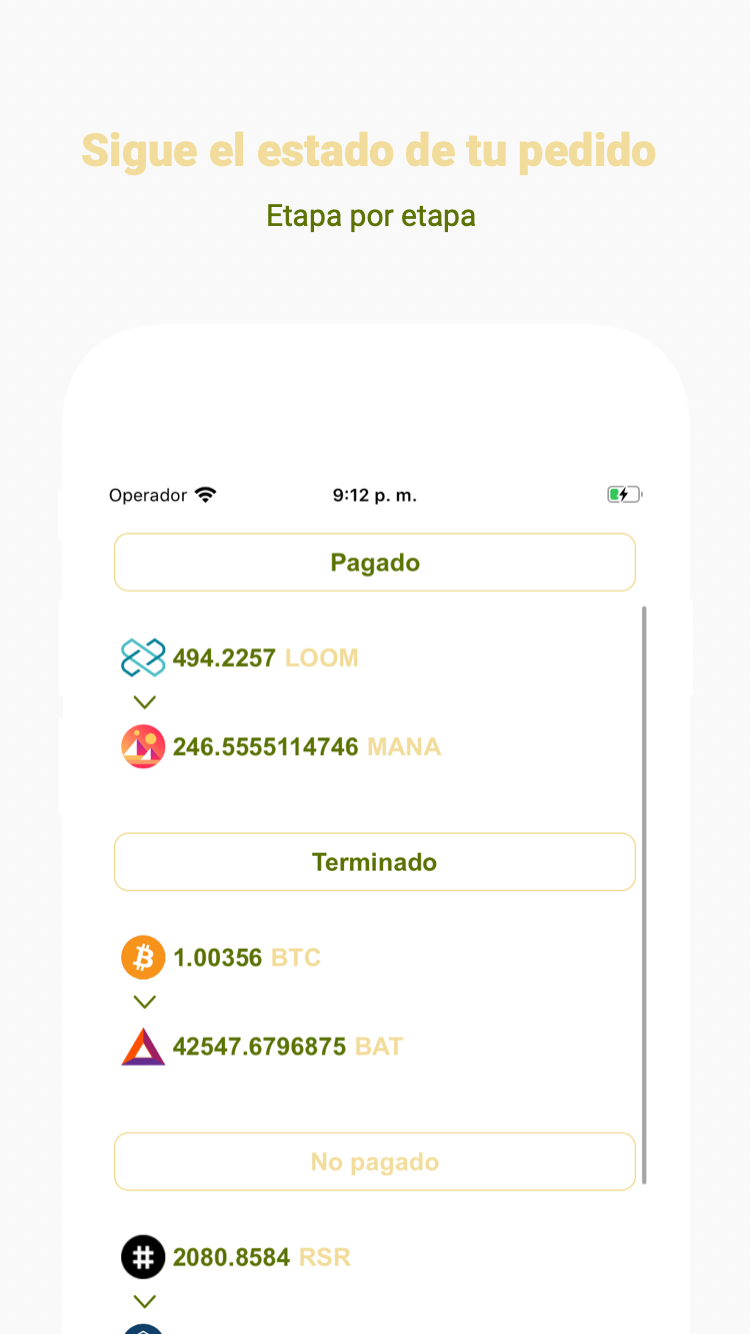 Sigue el estado de tu pedido
Etapa por etapa
Operador 9:12 p. m.
Pagado
494.2257 LOOM
246.5555114746 MANA
Terminado
1.00356 BTC
42547.6796875 BAT
No pagado
2080.8584 RSR